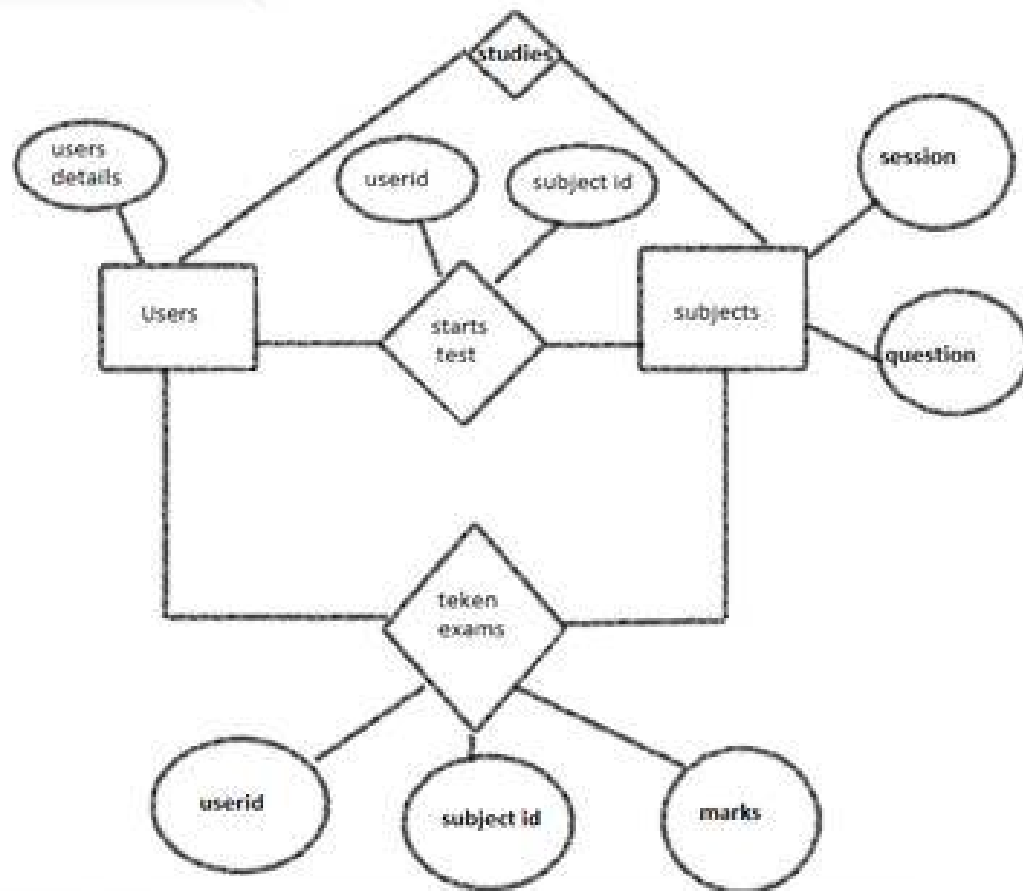 studies
users
details
userid
subject id
session
Users
starts
test
subjects
question
teken
exams
userid
subject id
marks